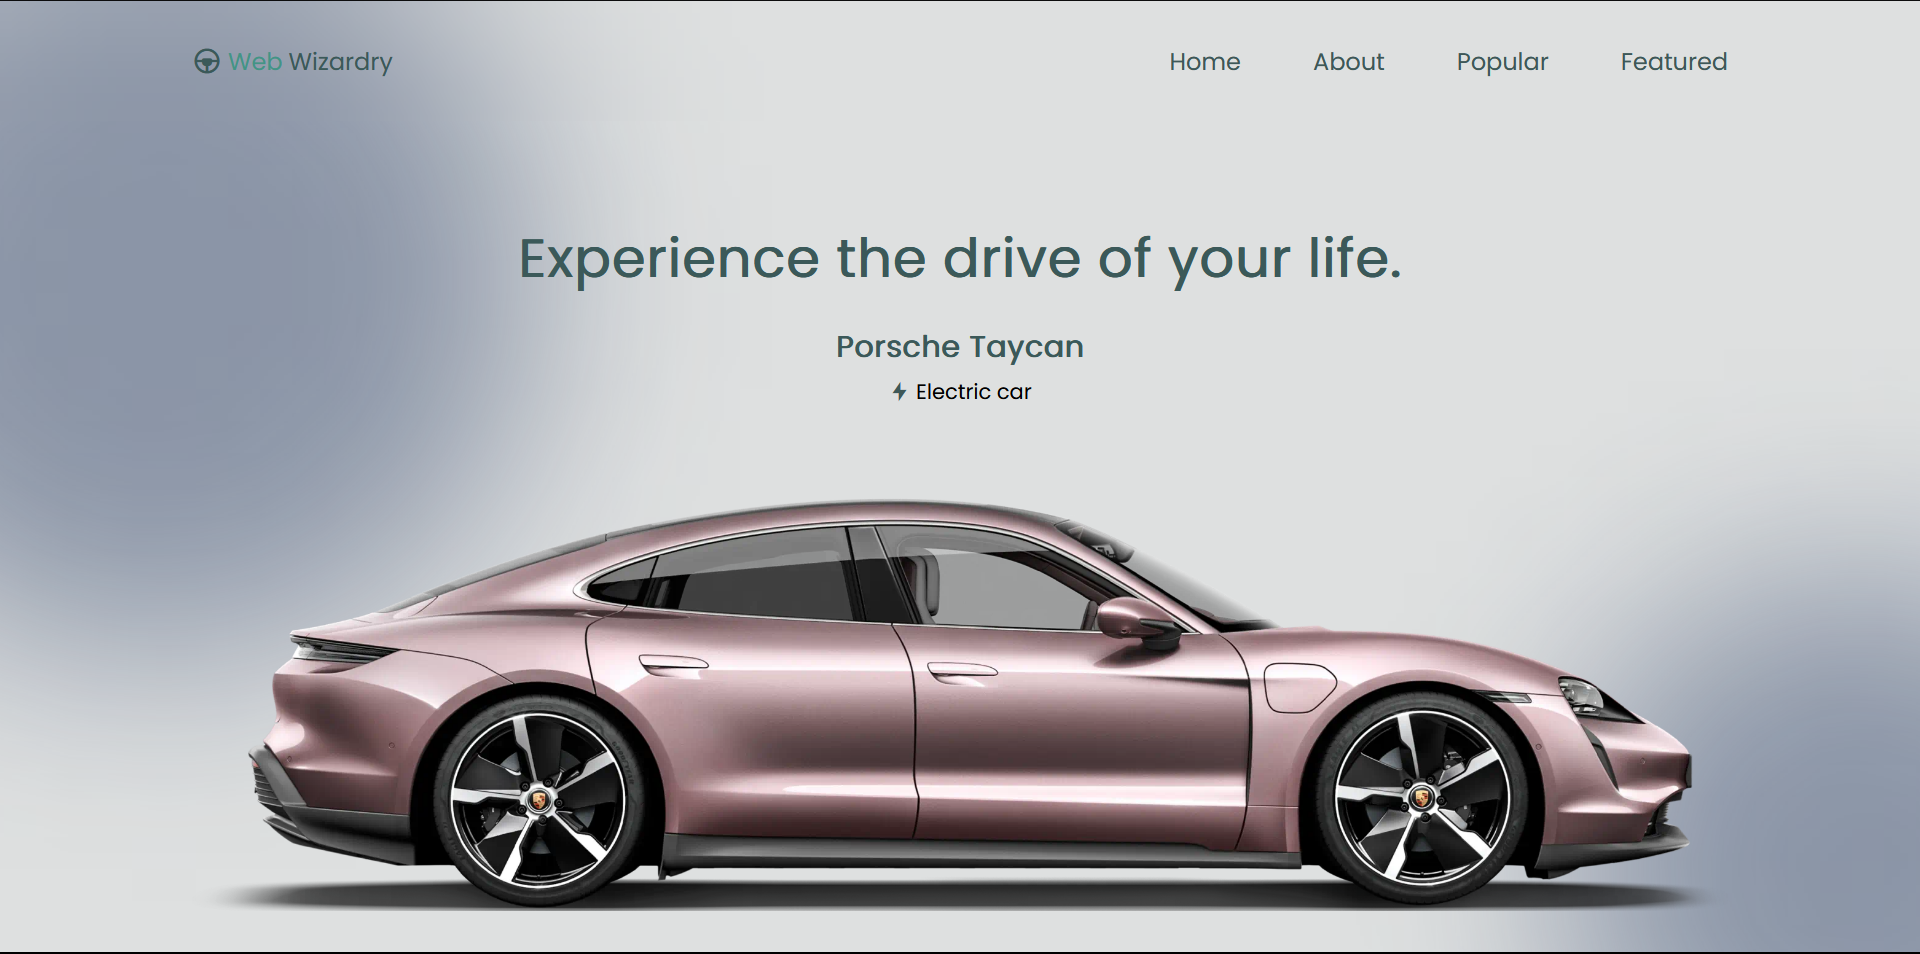 Web Wizardry
Home About Popular Featured
Experience the drive of your life.
Porsche Taycan
Electric car